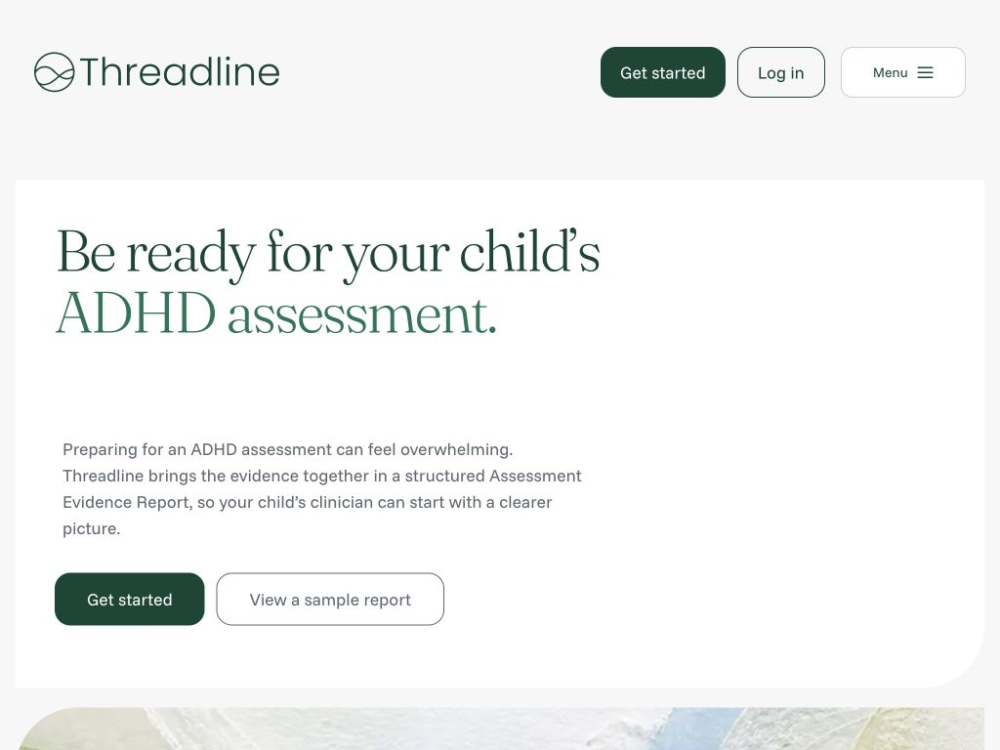 Threadline
Get started
Log in
Menu
Be ready for your child’s
ADHD assessment.
Preparing for an ADHD assessment can feel overwhelming.
Threadline brings the evidence together in a structured Assessment
Evidence Report, so your child’s clinician can start with a clearer
picture.
Get started
View a sample report